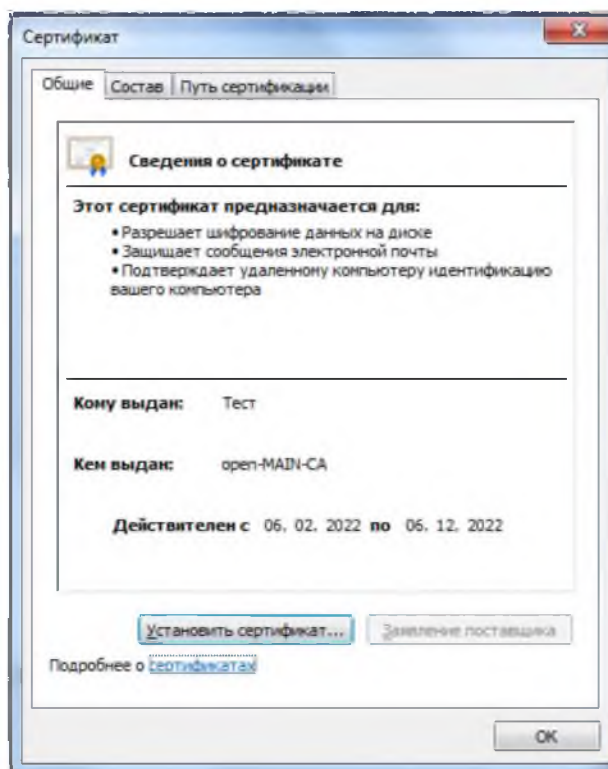 Сертификат
Общие Состав Путь сертификации
Сведения о сертификате
Этот сертификат предназначается для:
• Разрешает шифрование данных на диске
• Защищает сообщения электронной почты
• Подтверждает удаленному компьютеру идентификацию
вашего компьютера
Кому выдан: Тест
Кем выдан: open-MAIN-CA
Действителен с 06. 02. 2022 по 06. 12. 2022
Установить сертификат... Заявление поставщика
Подробнее о сертификатах
ОК